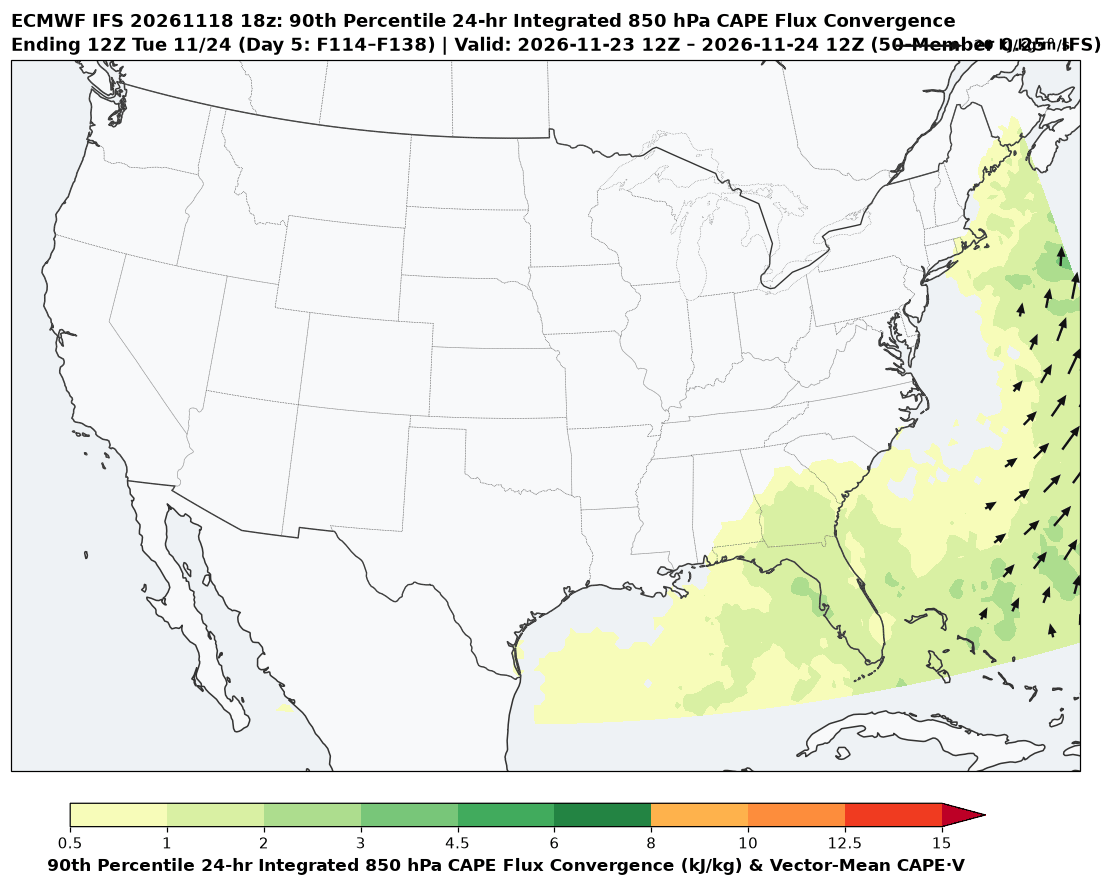 ECMWF IFS 20261118 18z: 90th Percentile 24-hr Integrated 850 hPa CAPE Flux Convergence
Ending 12Z Tue 11/24 (Day 5: F114–F138) | Valid: 2026-11-23 12Z – 2026-11-24 12Z (50-Member 0.25° IFS)
0.5 1 2 3 4.5 6 8 10 12.5 15
90th Percentile 24-hr Integrated 850 hPa CAPE Flux Convergence (kJ/kg) & Vector-Mean CAPE·V